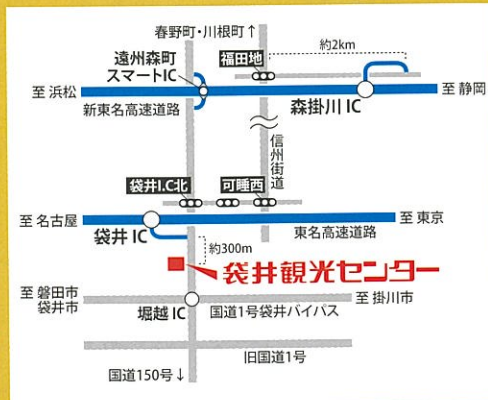 春野町・川根町↑
遠州森町
スマートIC
福田地
約2km
至 浜松
至 静岡
新東名高速道路
森掛川 IC
信州街道
袋井I.C北
可睡西
至 名古屋
至 東京
袋井 IC
東名高速道路
約300m
袋井観光センター
至 磐田市
袋井市
至 掛川市
堀越 IC
国道1号袋井バイパス
旧国道1号
国道150号↓